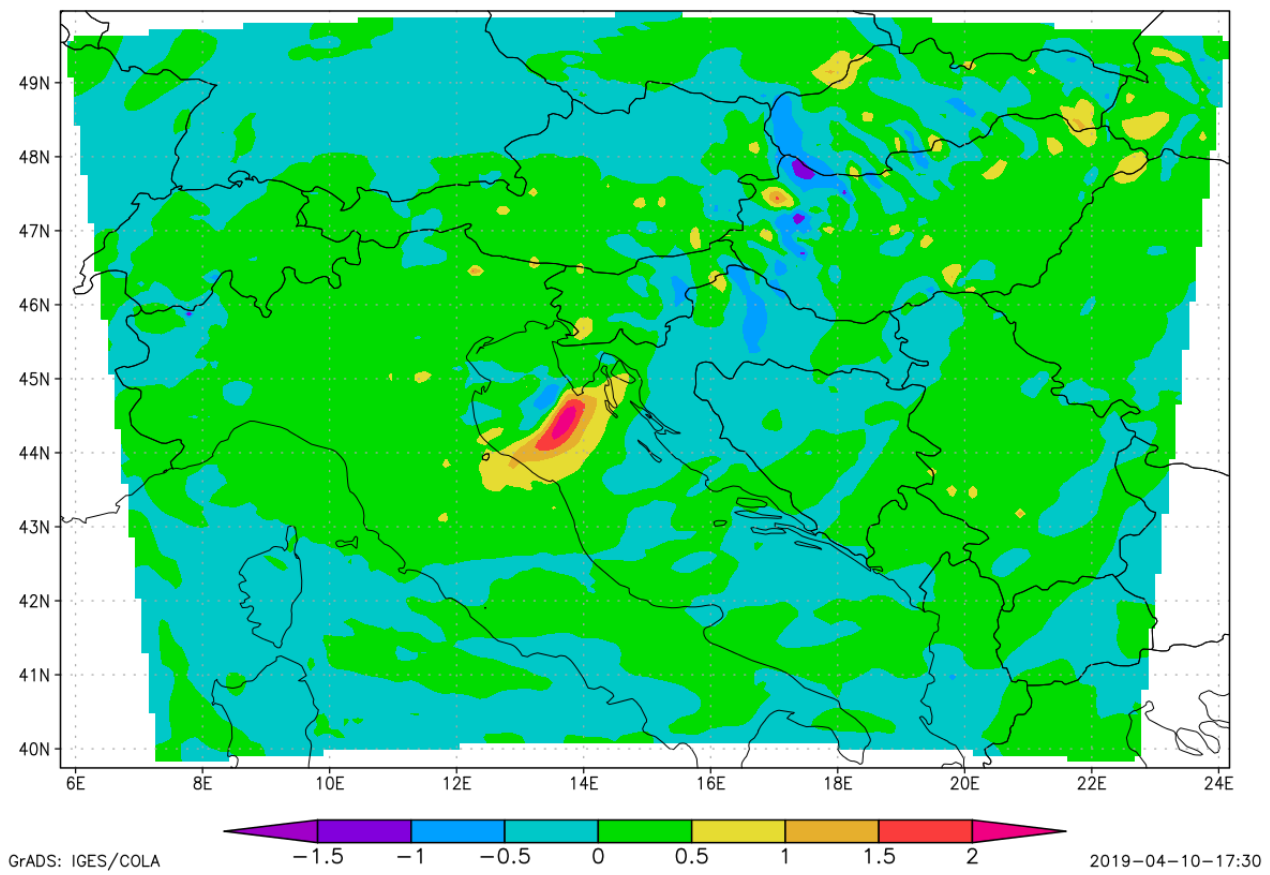 49N
48N
47N
46N
45N
44N
43N
42N
41N
40N
6E 8E 10E 12E 14E 16E 18E 20E 22E 24E
−1.5 −1 −0.5 0 0.5 1 1.5 2
GrADS: IGES/COLA 2019−04−10−17:30